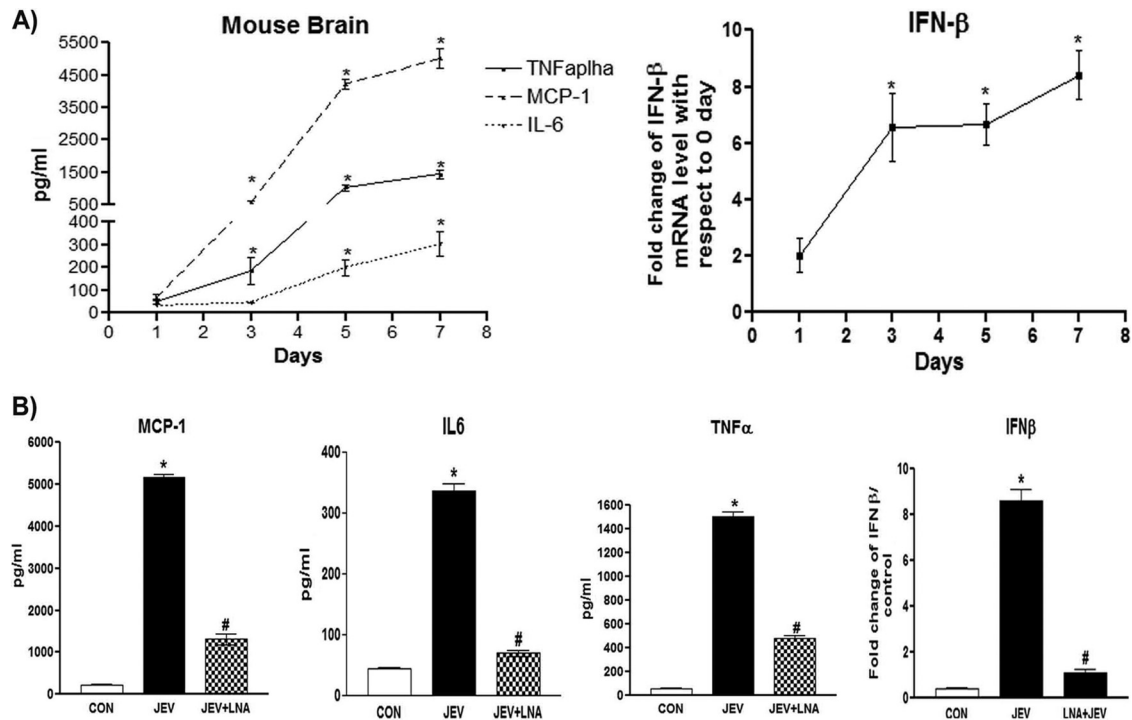 A)
Mouse Brain
5500
4500
3500
2500
1500
500
400
300
200
100
0
pg/ml
* * * * * * * *
0 1 2 3 4 5 6 7 8
Days
TNFaplha
MCP-1
IL-6
IFN-β
Fold change of IFN-β
mRNA level with
respect to 0 day
10
8
6
4
2
0
* * *
0 1 2 3 4 5 6 7 8
Days
B)
MCP-1
6000
5000
4000
3000
2000
1000
0
pg/ml
*
#
CON JEV JEV+LNA
IL6
400
300
200
100
0
pg/ml
*
#
CON JEV JEV+LNA
TNFα
1800
1600
1400
1200
1000
800
600
400
200
0
pg/ml
*
#
CON JEV JEV+LNA
IFNβ
Fold change of IFNβ/
control
10
8
6
4
2
0
*
#
CON JEV LNA+JEV